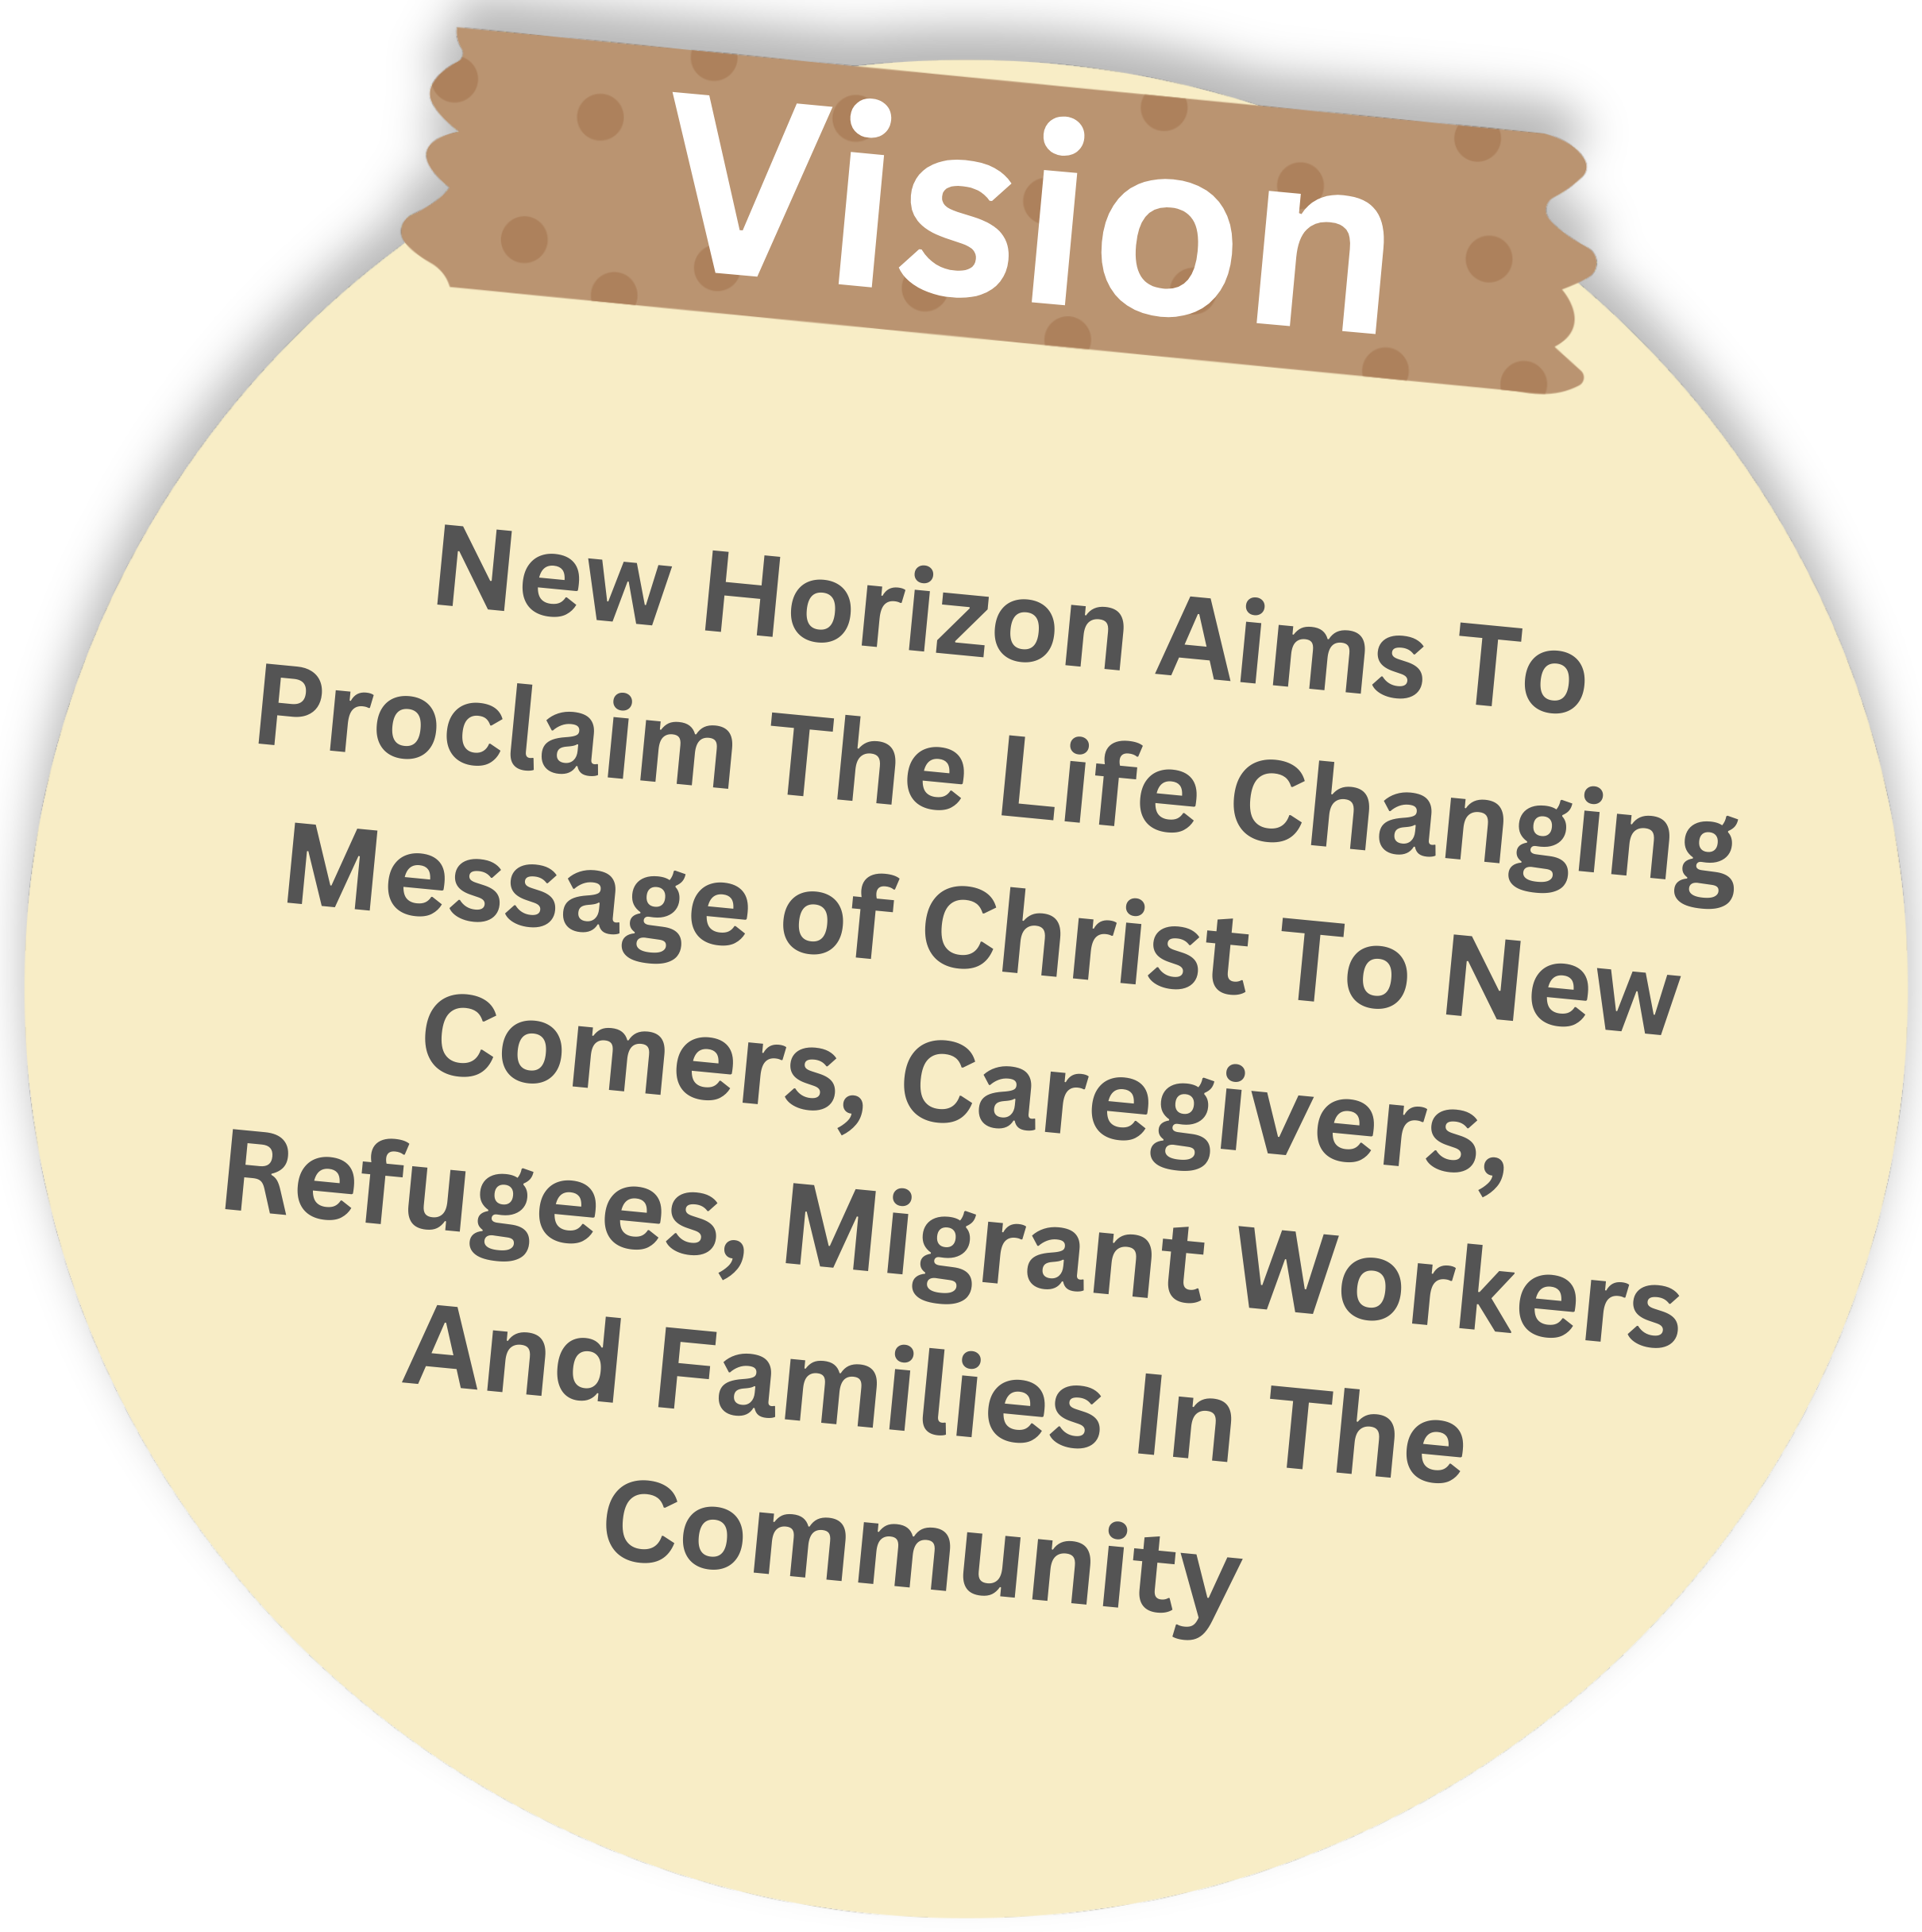 Vision
New Horizon Aims To
Proclaim The Life Changing
Message of Christ To New
Comers, Caregivers,
Refugees, Migrant Workers
And Families In The
Community